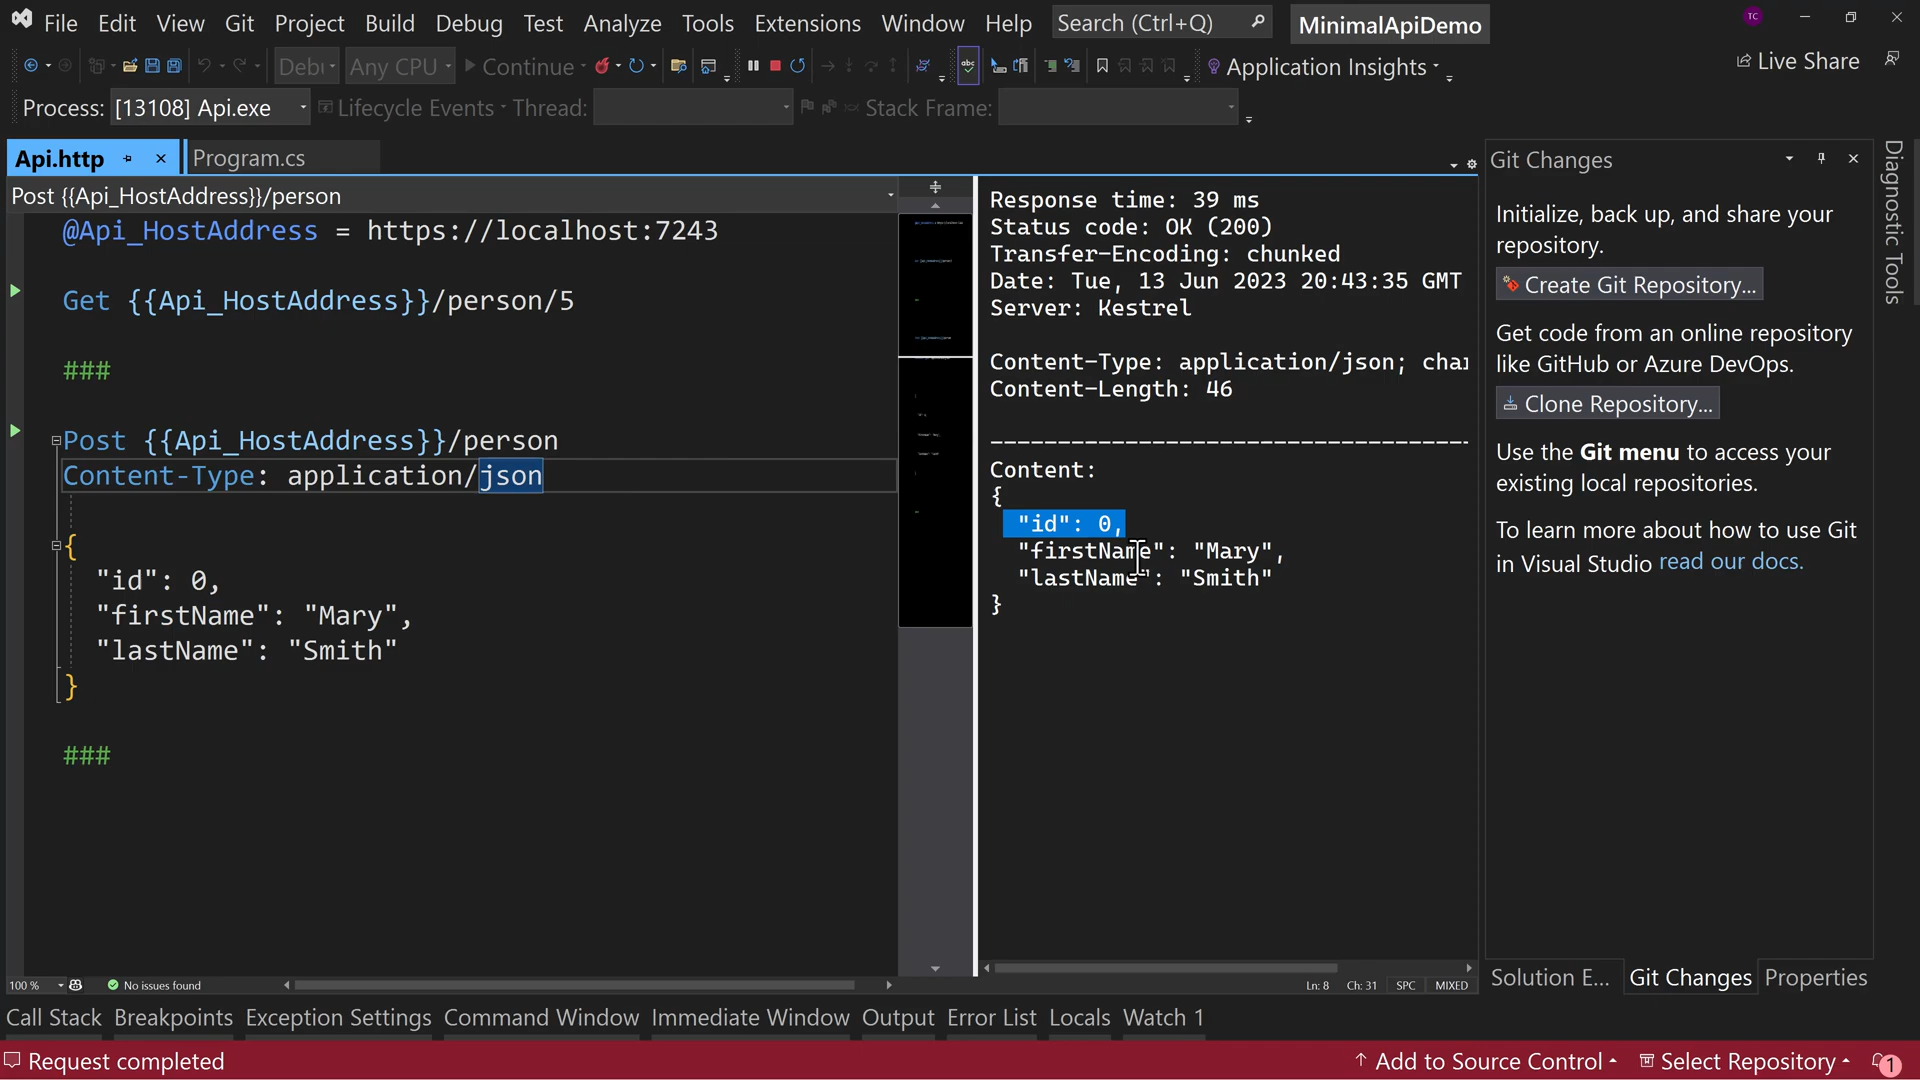 File Edit View Git Project Build Debug Test Analyze Tools Extensions Window Help Search (Ctrl+Q) MinimalApiDemo TC
Debu Any CPU Continue abc Application Insights Live Share
Process: [13108] Api.exe Lifecycle Events Thread: Stack Frame:
Api.http Program.cs
Post {{Api_HostAddress}}/person
@Api_HostAddress = https://localhost:7243
Get {{Api_HostAddress}}/person/5
###
Post {{Api_HostAddress}}/person
Content-Type: application/json
{
"id": 0,
"firstName": "Mary",
"lastName": "Smith"
}
###
Response time: 39 ms
Status code: OK (200)
Transfer-Encoding: chunked
Date: Tue, 13 Jun 2023 20:43:35 GMT
Server: Kestrel
Content-Type: application/json; char
Content-Length: 46
------------------------------------
Content:
{
"id": 0,
"firstName": "Mary",
"lastName": "Smith"
}
Git Changes
Initialize, back up, and share your
repository.
Create Git Repository...
Get code from an online repository
like GitHub or Azure DevOps.
Clone Repository...
Use the Git menu to access your
existing local repositories.
To learn more about how to use Git
in Visual Studio read our docs.
Diagnostic Tools
100 % No issues found Ln: 8 Ch: 31 SPC MIXED
Solution E... Git Changes Properties
Call Stack Breakpoints Exception Settings Command Window Immediate Window Output Error List Locals Watch 1
Request completed Add to Source Control Select Repository 1